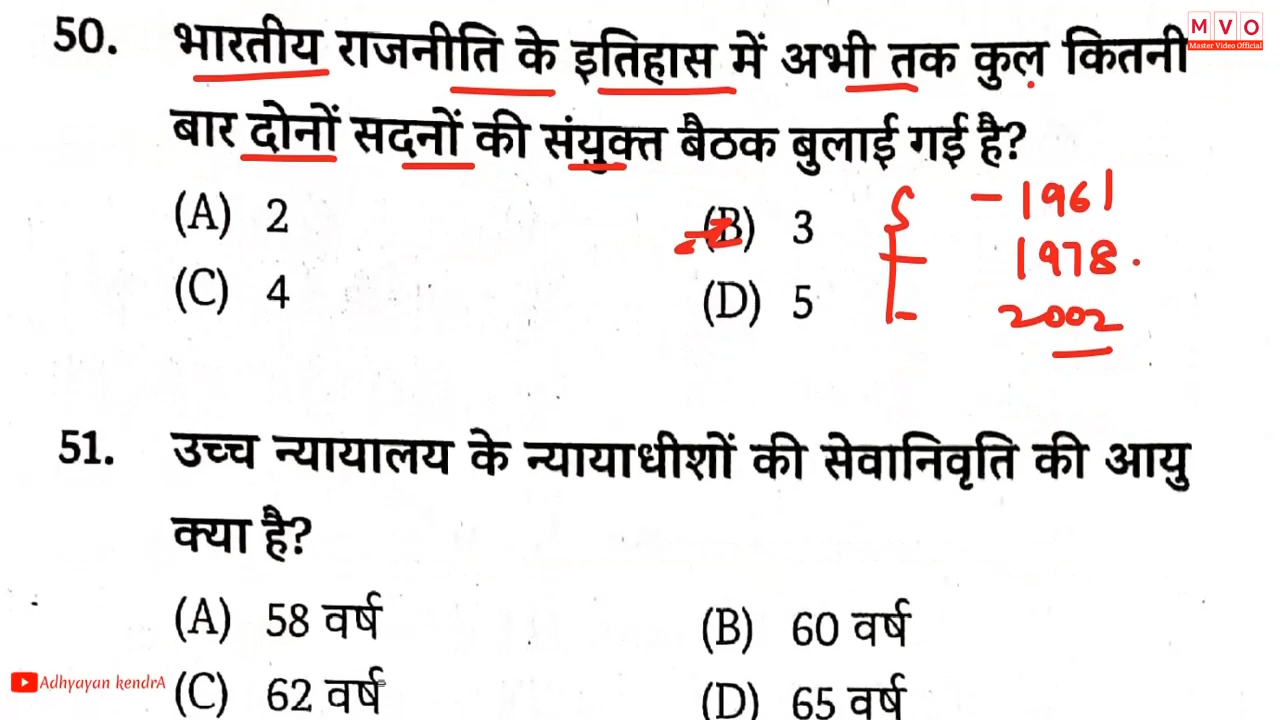 M V O
Master Video Official
50. भारतीय राजनीति के इतिहास में अभी तक कुल कितनी
बार दोनों सदनों की संयुक्त बैठक बुलाई गई है?
(A) 2 (B) 3
- 1961
1978.
(C) 4 (D) 5
2002
51. उच्च न्यायालय के न्यायाधीशों की सेवानिवृति की आयु
क्या है?
(A) 58 वर्ष (B) 60 वर्ष
Adhyayan kendrA
(C) 62 वर्ष (D) 65 वर्ष